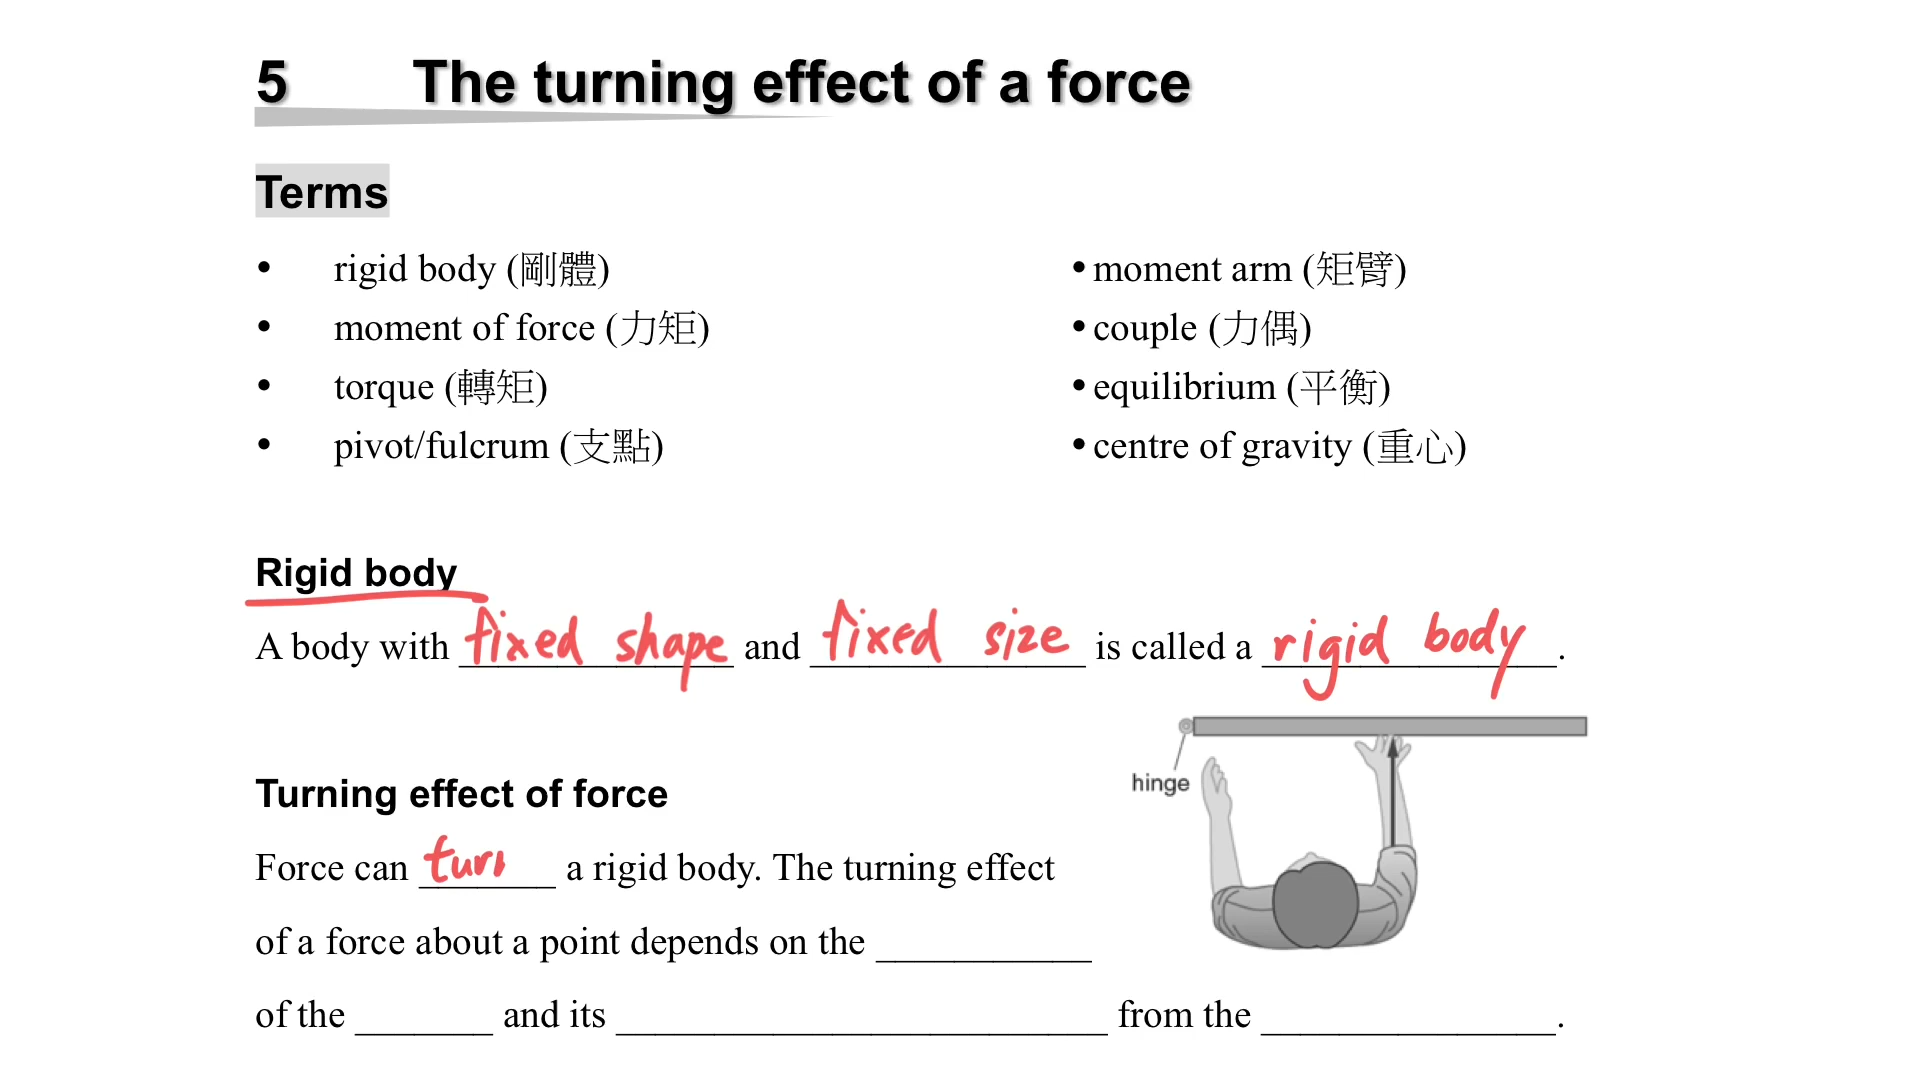 5 The turning effect of a force
Terms
• rigid body (剛體)
• moment arm (矩臂)
• moment of force (力矩)
• couple (力偶)
• torque (轉矩)
• equilibrium (平衡)
• pivot/fulcrum (支點)
• centre of gravity (重心)
Rigid body
A body with fixed shape and fixed size is called a rigid body.
hinge
Turning effect of force
Force can turn a rigid body. The turning effect
of a force about a point depends on the ___________
of the _______ and its _________________________ from the _______________.